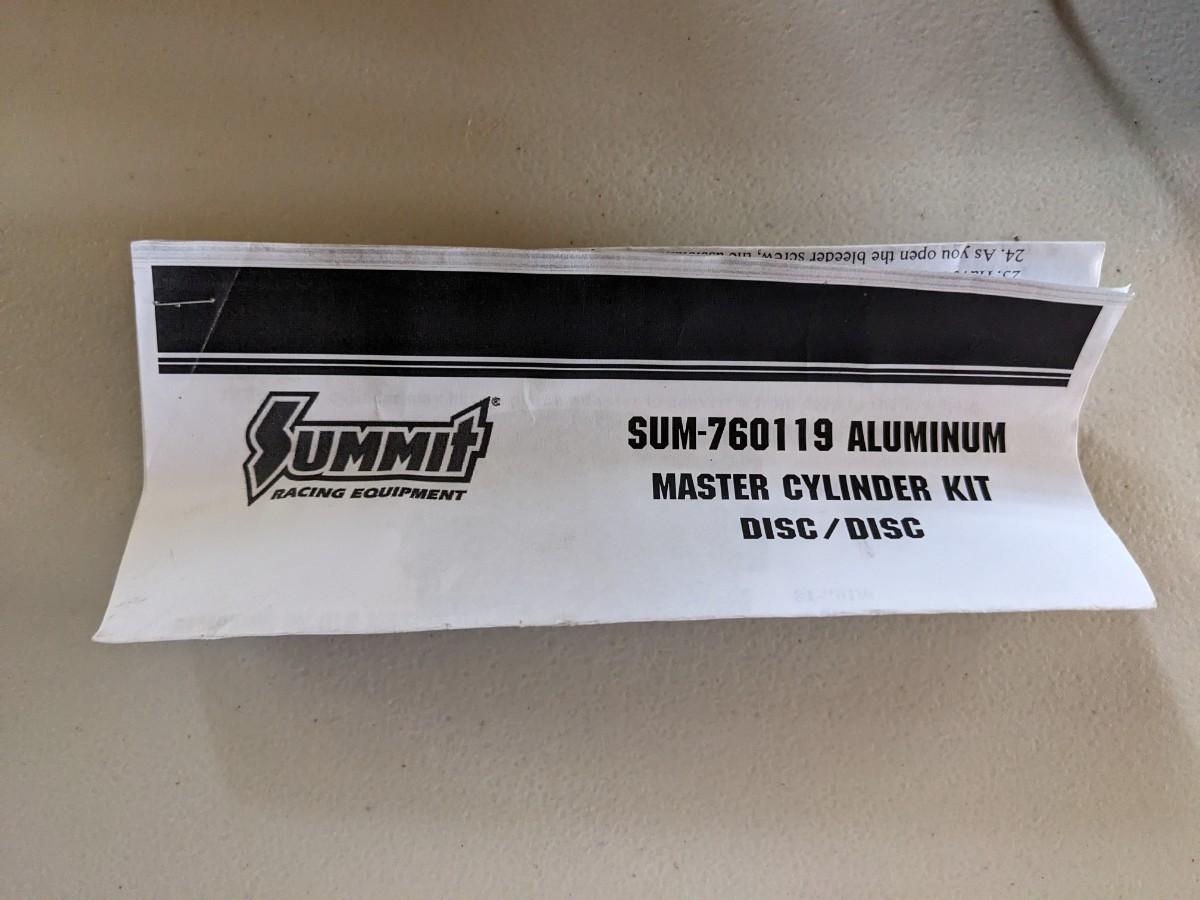 24. As you open the bleeder screw, the
SUMMIT®
RACING EQUIPMENT
SUM-760119 ALUMINUM
MASTER CYLINDER KIT
DISC/DISC